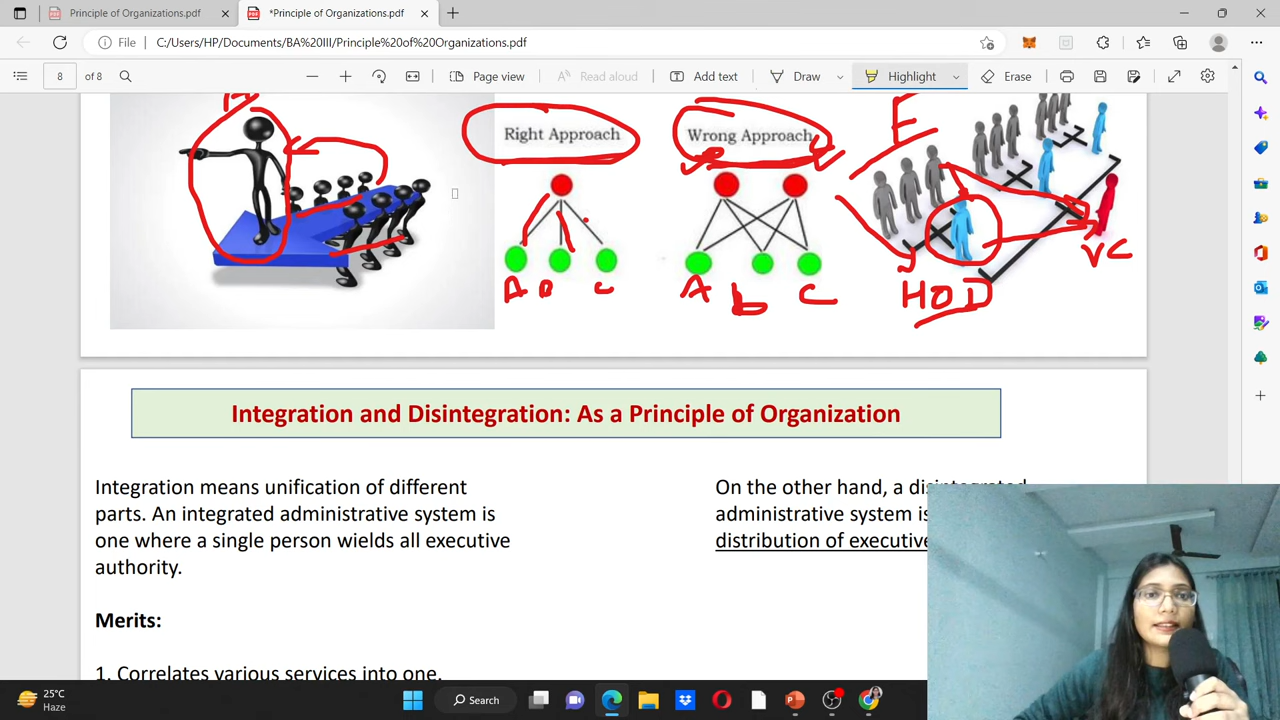 Principle of Organizations.pdf
*Principle of Organizations.pdf
File C:/Users/HP/Documents/BA%20III/Principle%20of%20Organizations.pdf
8 of 8
Page view
Read aloud
Add text
Draw
Highlight
Erase
Right Approach
Wrong Approach
E
A B C
A b C
HOD
VC
Integration and Disintegration: As a Principle of Organization
Integration means unification of different
parts. An integrated administrative system is
one where a single person wields all executive
authority.
Merits:
1. Correlates various services into one.
On the other hand, a disintegrated
administrative system is
distribution of executive
25°C
Haze
Search